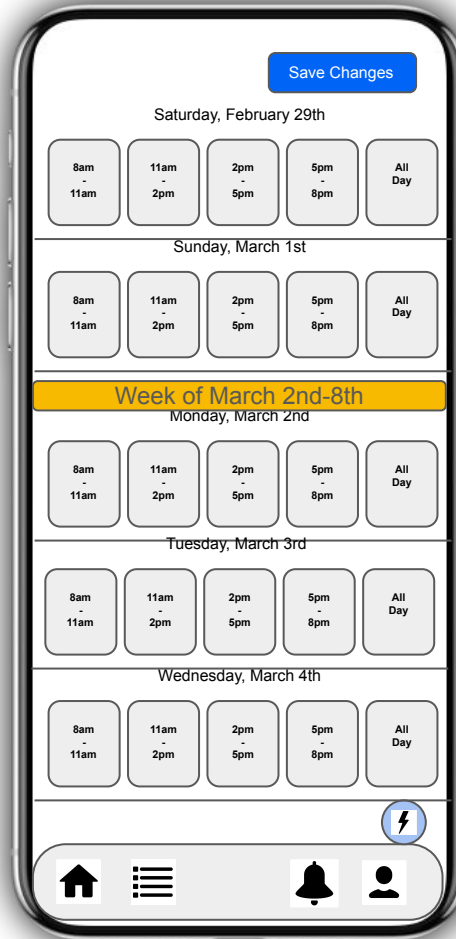 Save Changes
Saturday, February 29th
8am 11am 2pm 5pm All
- - - - Day
11am 2pm 5pm 8pm
Sunday, March 1st
8am 11am 2pm 5pm All
- - - - Day
11am 2pm 5pm 8pm
Week of March 2nd-8th
Monday, March 2nd
8am 11am 2pm 5pm All
- - - - Day
11am 2pm 5pm 8pm
Tuesday, March 3rd
8am 11am 2pm 5pm All
- - - - Day
11am 2pm 5pm 8pm
Wednesday, March 4th
8am 11am 2pm 5pm All
- - - - Day
11am 2pm 5pm 8pm